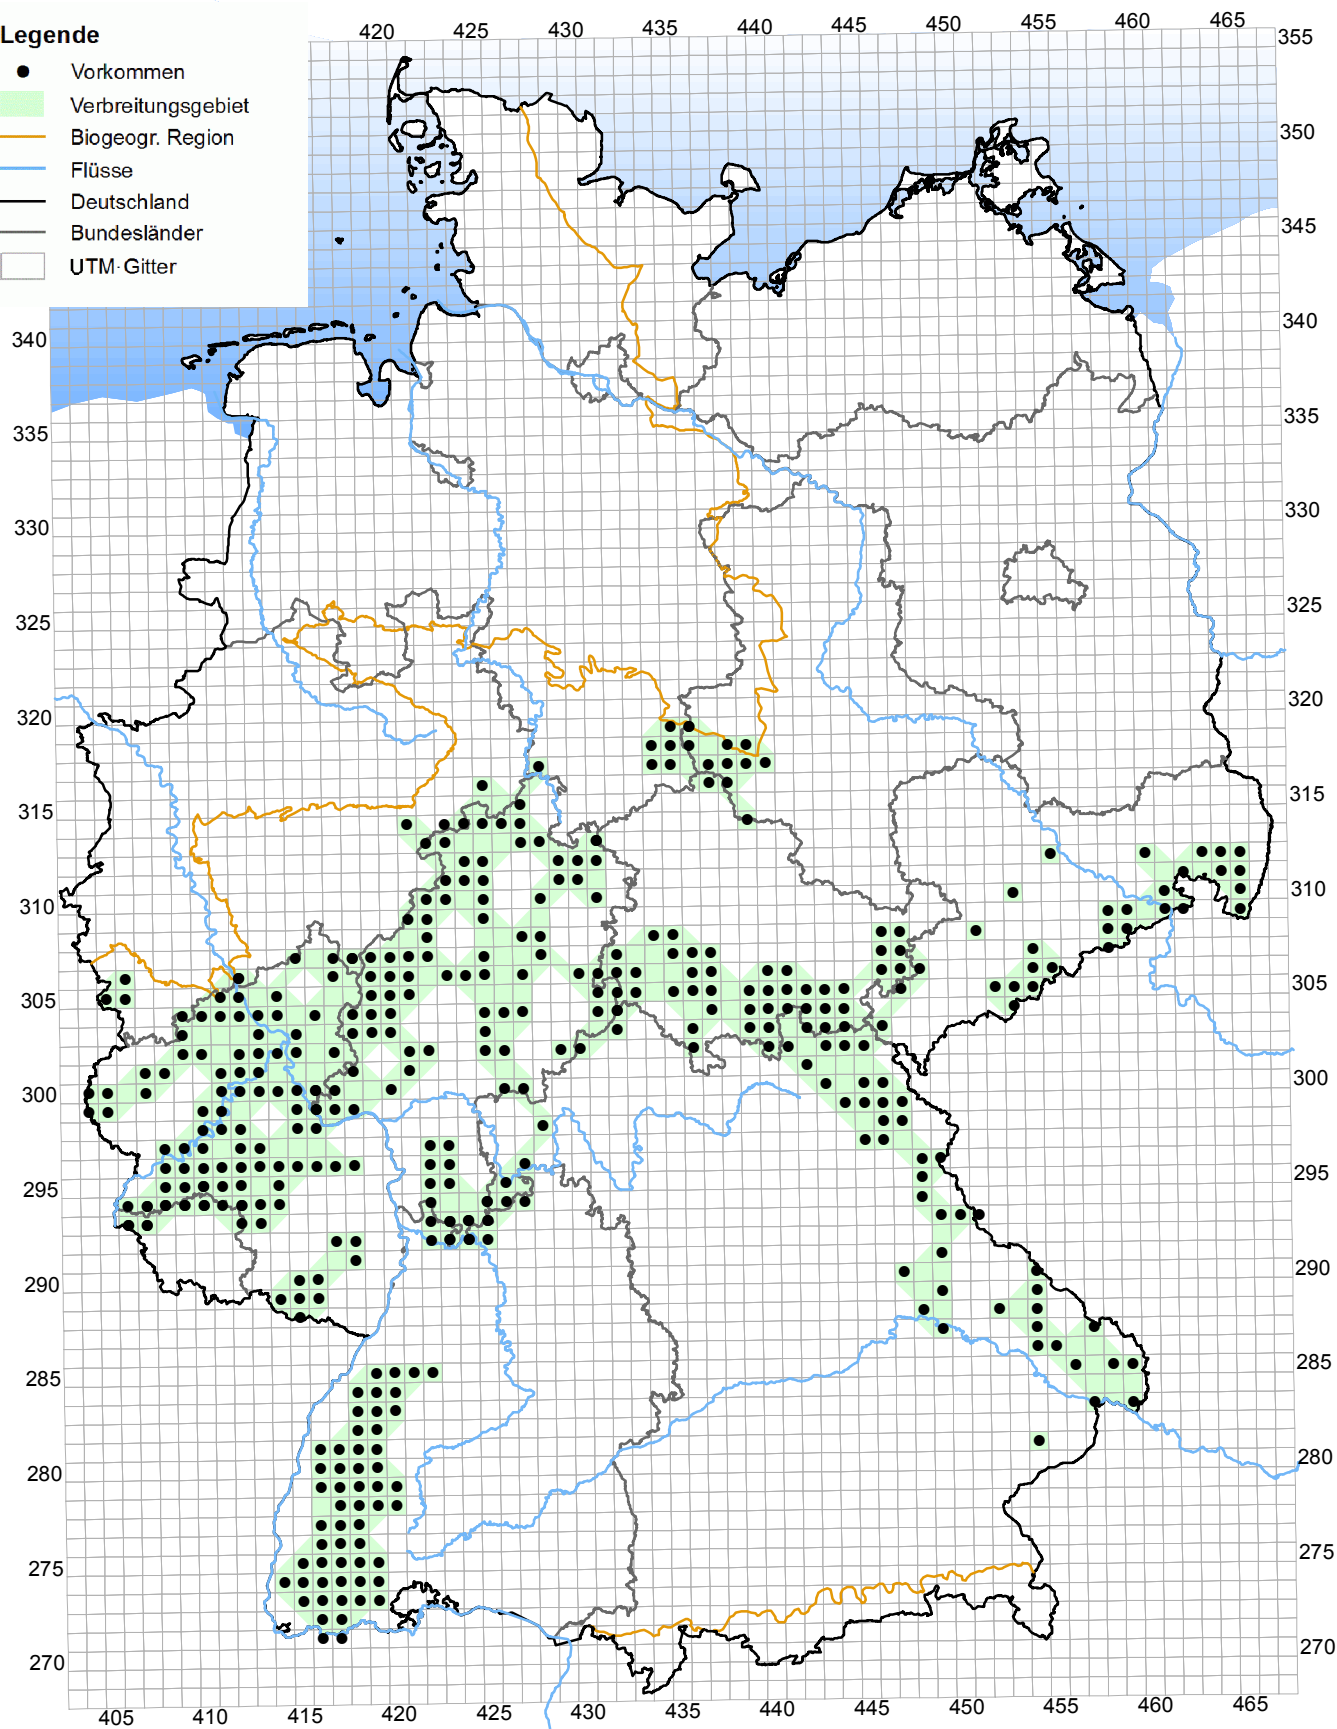 Legende
Vorkommen
Verbreitungsgebiet
Biogeogr. Region
Flüsse
Deutschland
Bundesländer
UTM-Gitter
420 425 430 435 440 445 450 455 460 465
355
350
345
340 340
335 335
330 330
325 325
320 320
315 315
310 310
305 305
300 300
295 295
290 290
285 285
280 280
275 275
270 270
405 410 415 420 425 430 435 440 445 450 455 460 465